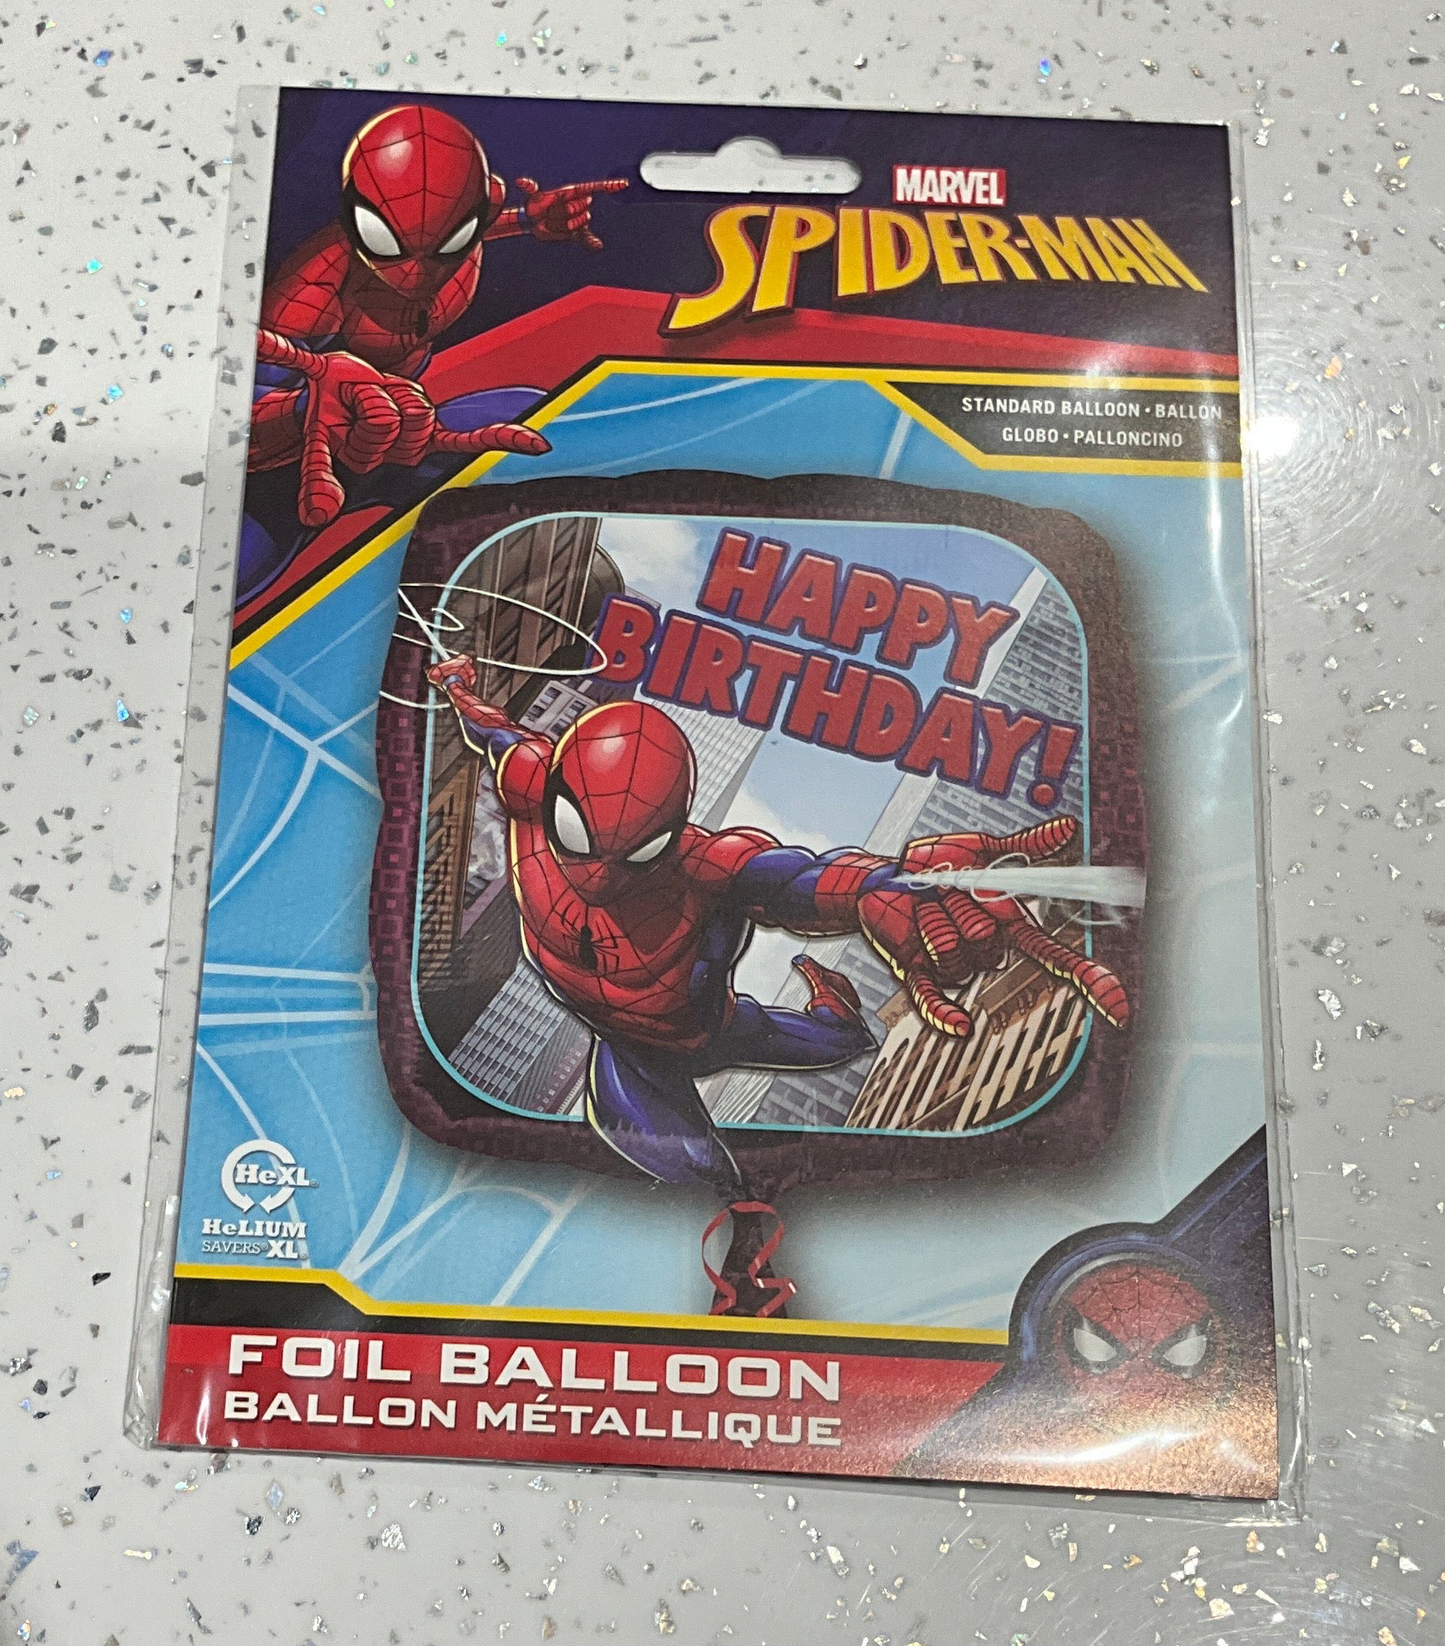 MARVEL
SPIDER-MAN
STANDARD BALLOON • BALLON
GLOBO • PALLONCINO
HAPPY
BIRTHDAY!
HeXL
HeLIUM
SAVERS® XL®
FOIL BALLOON
BALLON MÉTALLIQUE